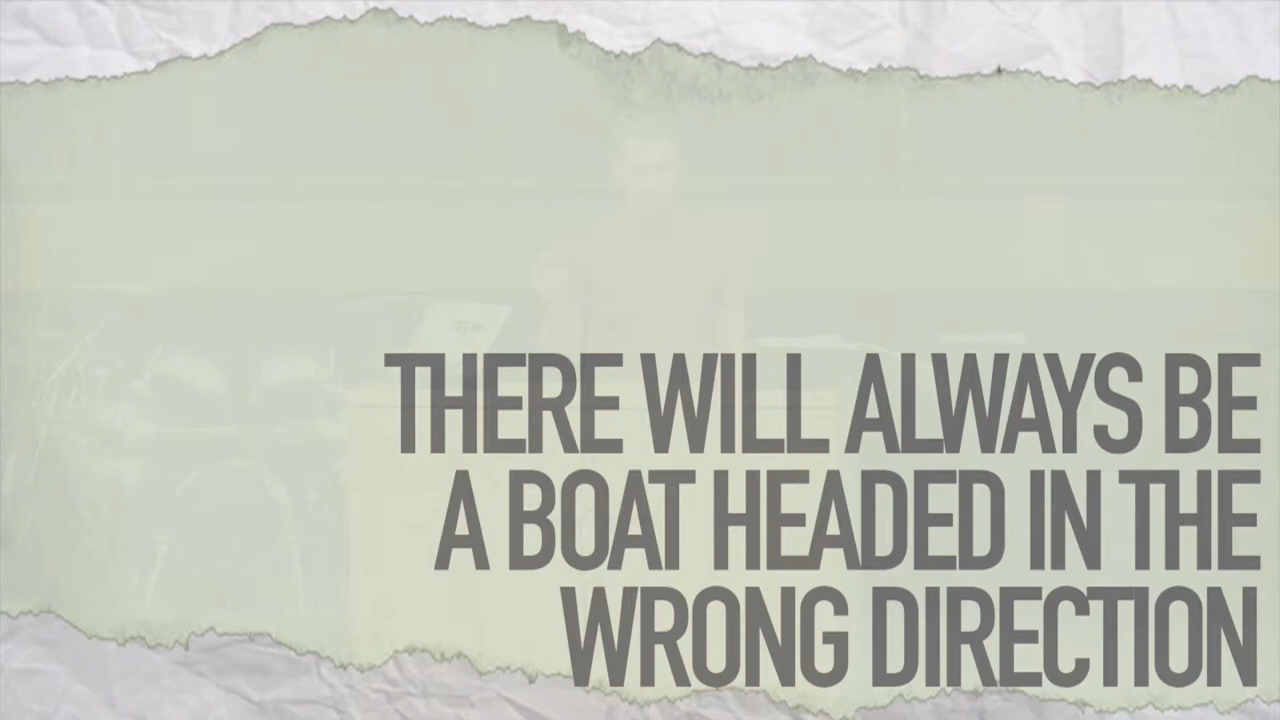 THERE WILL ALWAYS BE
A BOAT HEADED IN THE
WRONG DIRECTION